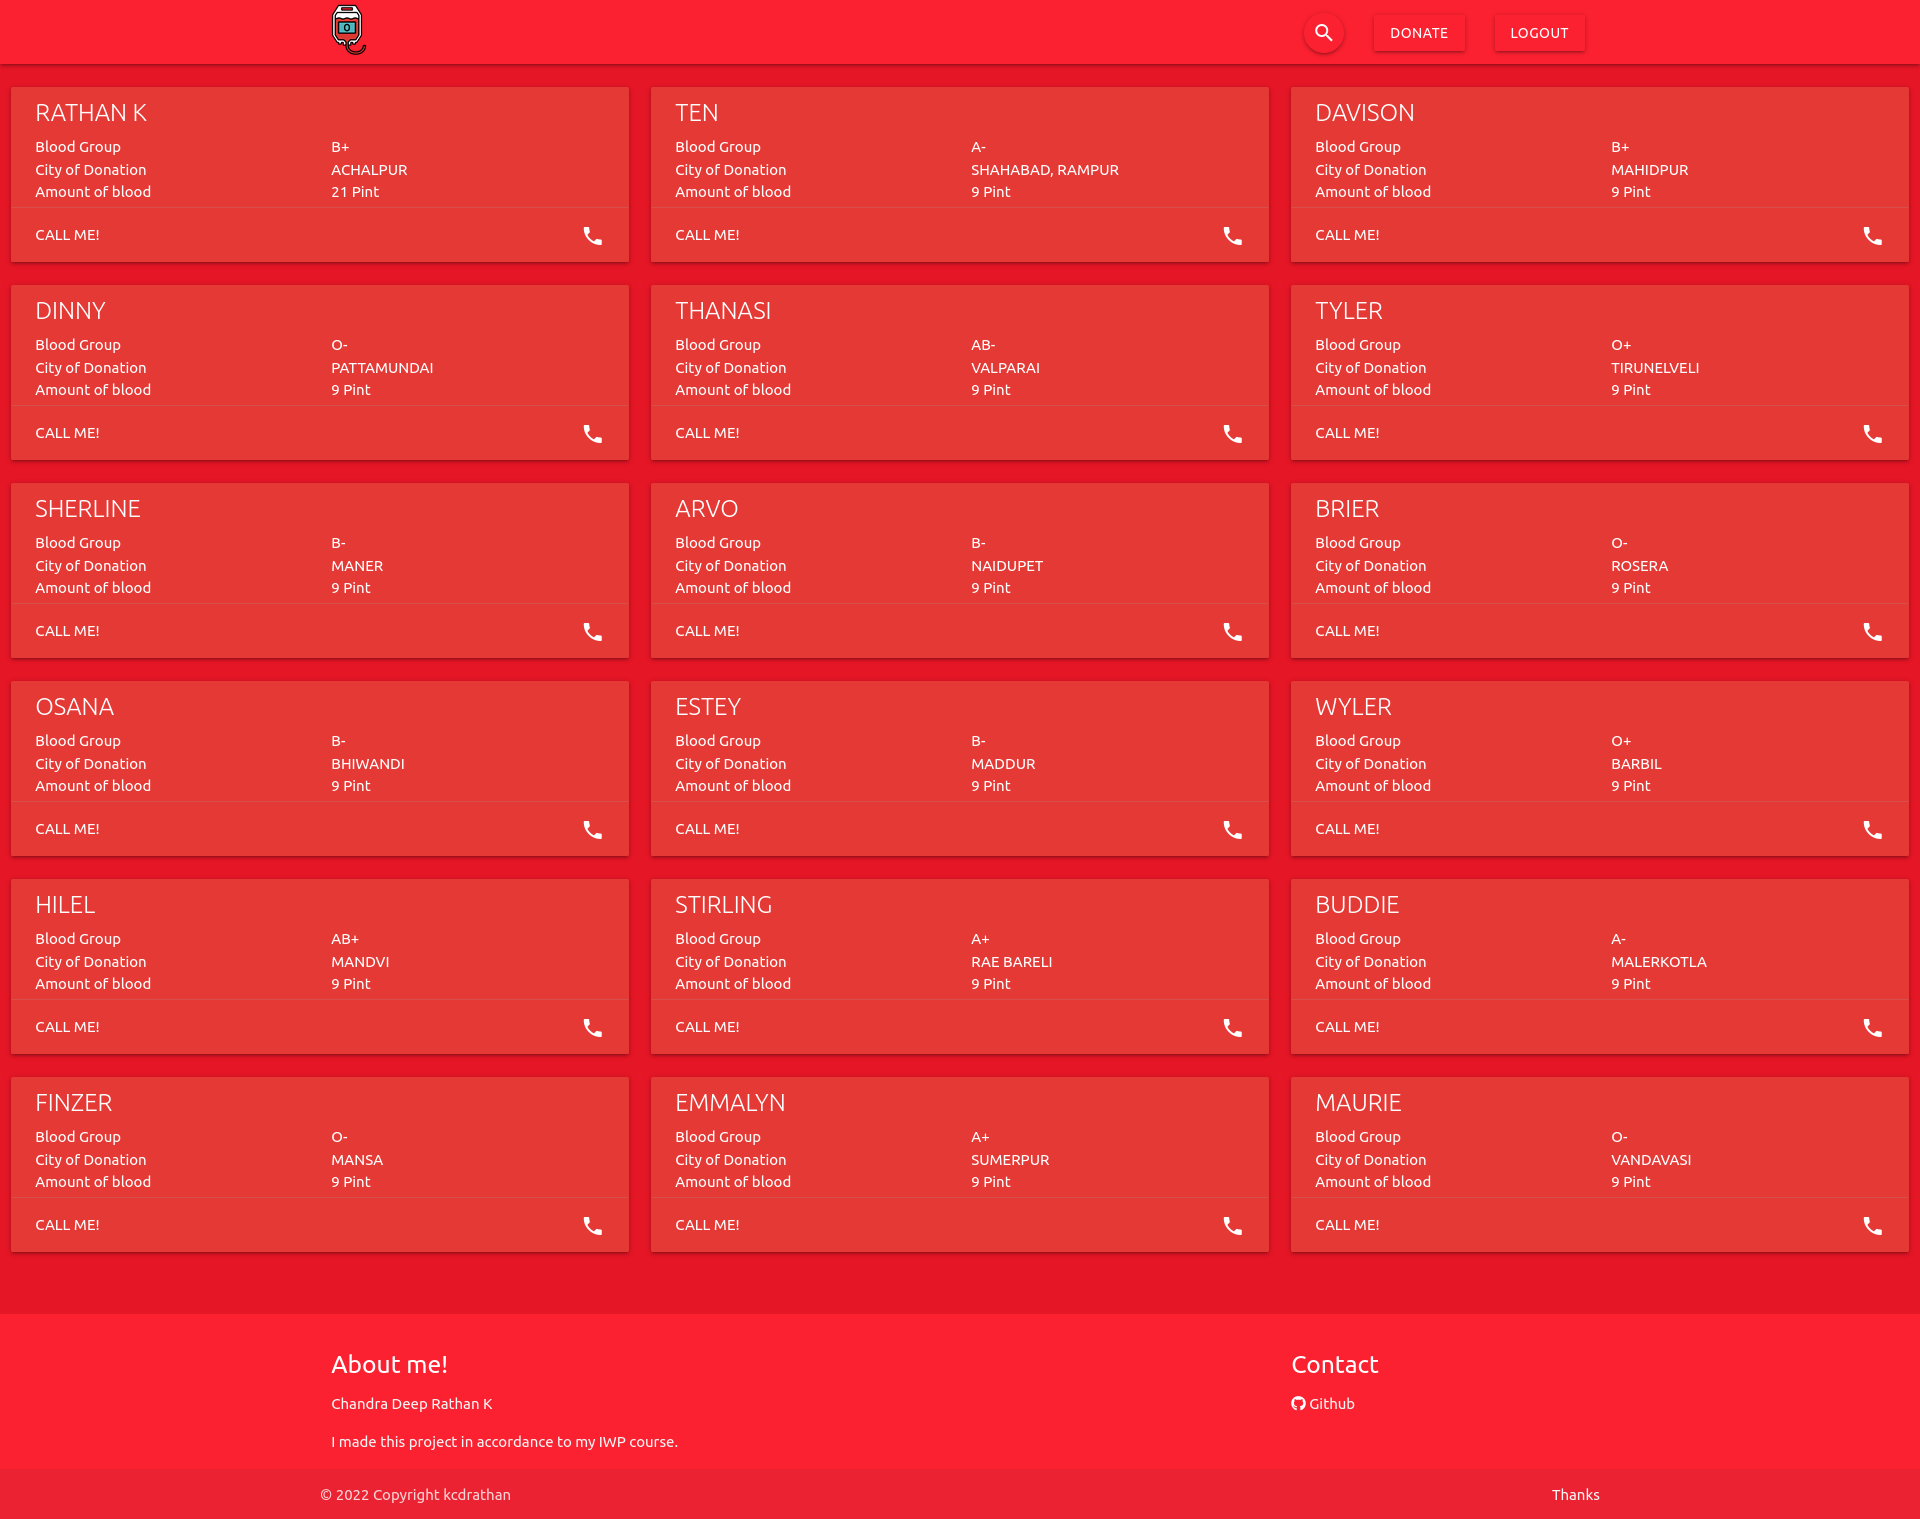 O
DONATE
LOGOUT
RATHAN K
Blood Group B+
City of Donation ACHALPUR
Amount of blood 21 Pint
CALL ME!
TEN
Blood Group A-
City of Donation SHAHABAD, RAMPUR
Amount of blood 9 Pint
CALL ME!
DAVISON
Blood Group B+
City of Donation MAHIDPUR
Amount of blood 9 Pint
CALL ME!
DINNY
Blood Group O-
City of Donation PATTAMUNDAI
Amount of blood 9 Pint
CALL ME!
THANASI
Blood Group AB-
City of Donation VALPARAI
Amount of blood 9 Pint
CALL ME!
TYLER
Blood Group O+
City of Donation TIRUNELVELI
Amount of blood 9 Pint
CALL ME!
SHERLINE
Blood Group B-
City of Donation MANER
Amount of blood 9 Pint
CALL ME!
ARVO
Blood Group B-
City of Donation NAIDUPET
Amount of blood 9 Pint
CALL ME!
BRIER
Blood Group O-
City of Donation ROSERA
Amount of blood 9 Pint
CALL ME!
OSANA
Blood Group B-
City of Donation BHIWANDI
Amount of blood 9 Pint
CALL ME!
ESTEY
Blood Group B-
City of Donation MADDUR
Amount of blood 9 Pint
CALL ME!
WYLER
Blood Group O+
City of Donation BARBIL
Amount of blood 9 Pint
CALL ME!
HILEL
Blood Group AB+
City of Donation MANDVI
Amount of blood 9 Pint
CALL ME!
STIRLING
Blood Group A+
City of Donation RAE BARELI
Amount of blood 9 Pint
CALL ME!
BUDDIE
Blood Group A-
City of Donation MALERKOTLA
Amount of blood 9 Pint
CALL ME!
FINZER
Blood Group O-
City of Donation MANSA
Amount of blood 9 Pint
CALL ME!
EMMALYN
Blood Group A+
City of Donation SUMERPUR
Amount of blood 9 Pint
CALL ME!
MAURIE
Blood Group O-
City of Donation VANDAVASI
Amount of blood 9 Pint
CALL ME!
About me!
Chandra Deep Rathan K
I made this project in accordance to my IWP course.
Contact
Github
© 2022 Copyright kcdrathan
Thanks